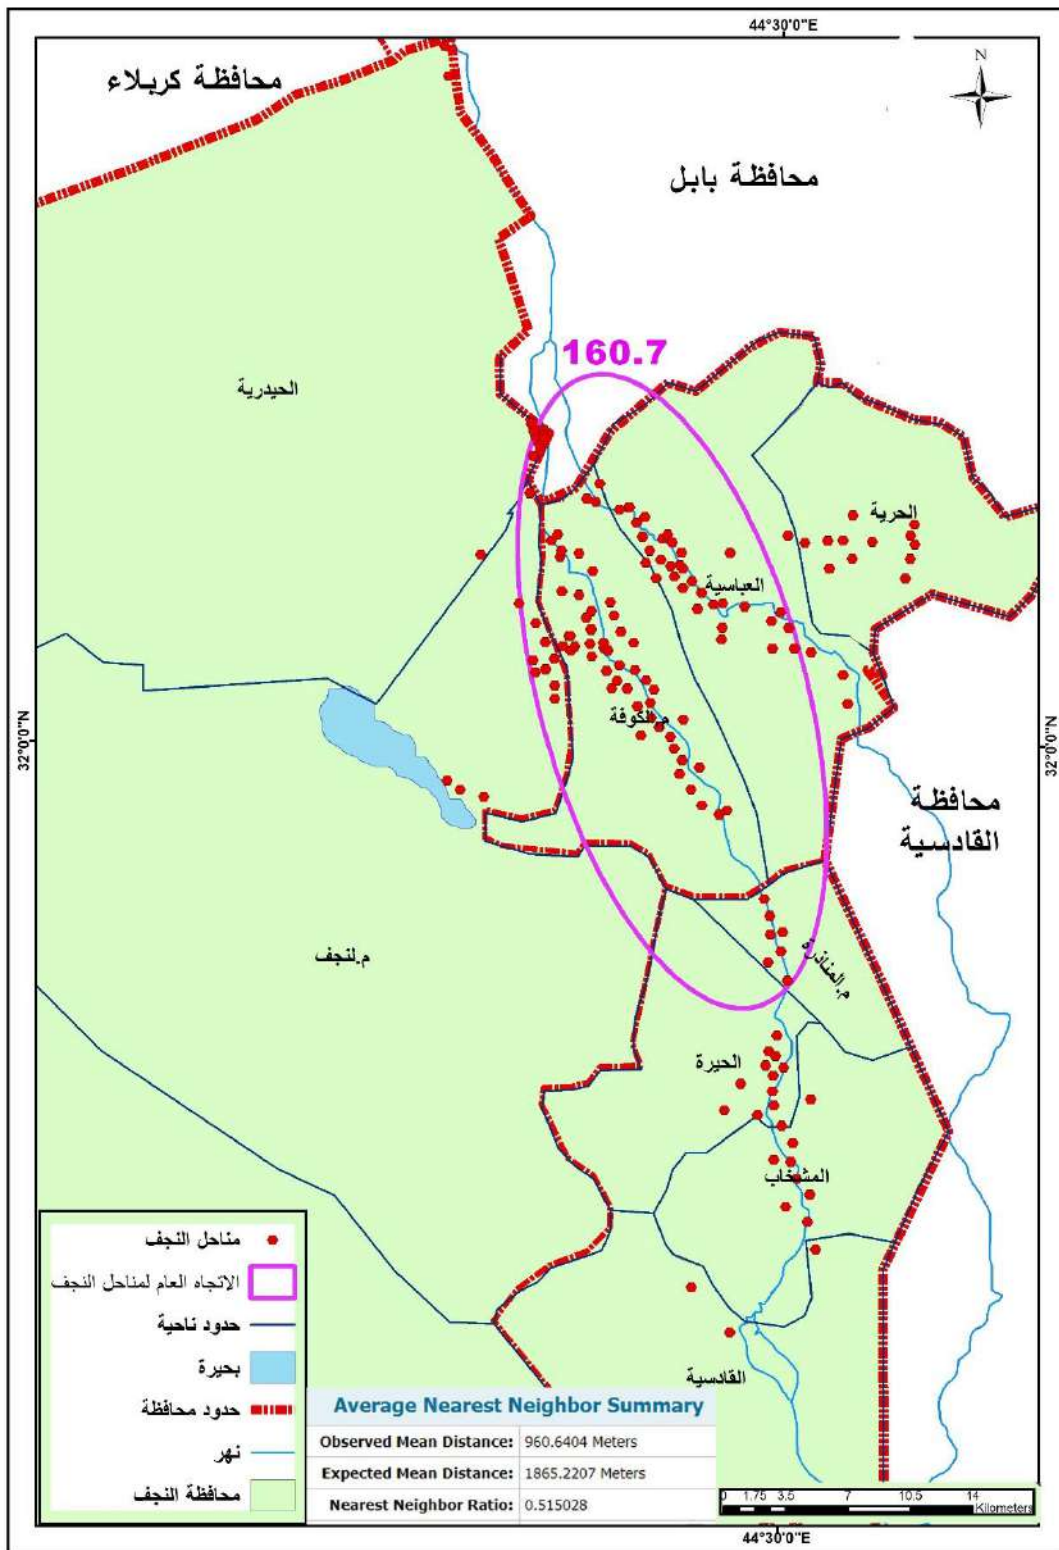 44°30'0"E
N
محافظة كربلاء
محافظة بابل
160.7
الحيدرية
الحرية
العباسية
م.الكوفة
32°0'0"N
32°0'0"N
محافظة
القادسية
م.لنجف
م.المناذرة
الحيرة
المشخاب
القادسية
مناحل النجف
الاتجاه العام لمناحل النجف
حدود ناحية
بحيرة
حدود محافظة
نهر
محافظة النجف
Average Nearest Neighbor Summary
Observed Mean Distance: 960.6404 Meters
Expected Mean Distance: 1865.2207 Meters
Nearest Neighbor Ratio: 0.515028
0 1.75 3.5 7 10.5 14
Kilometers
44°30'0"E